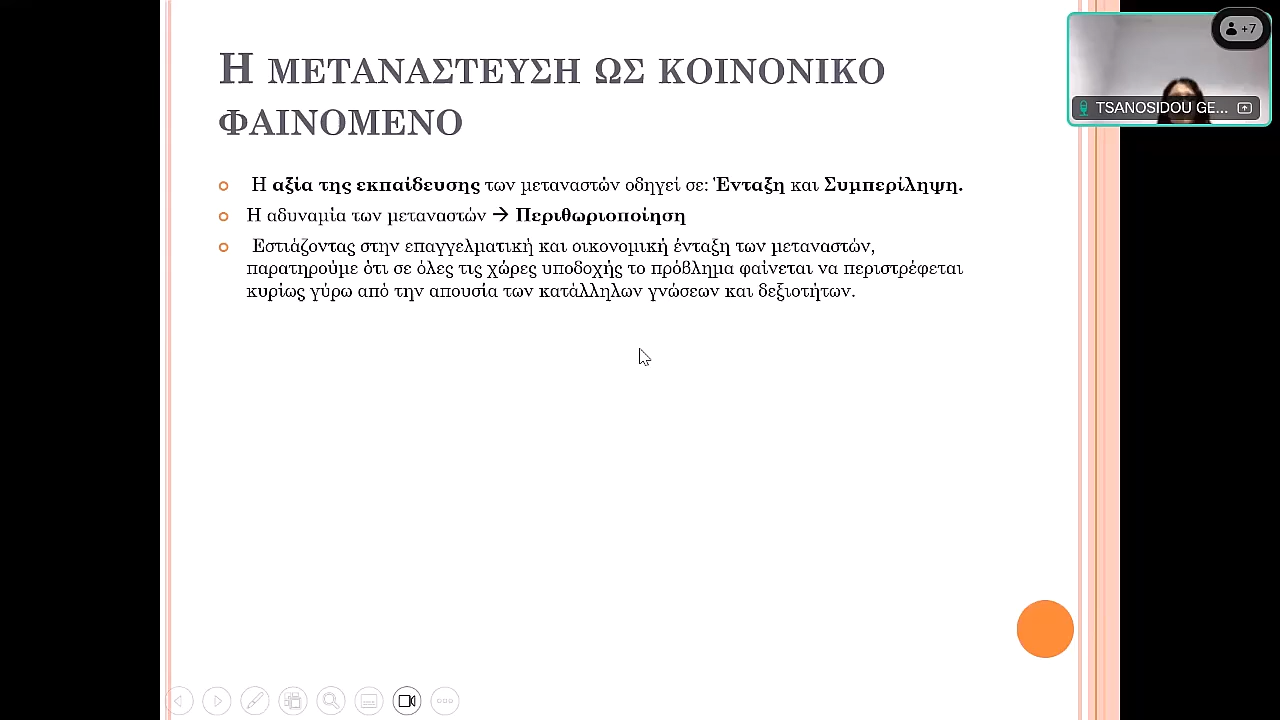 Η ΜΕΤΑΝΑΣΤΕΥΣΗ ΩΣ ΚΟΙΝΟΝΙΚΟ
ΦΑΙΝΟΜΕΝΟ
+7
TSANOSIDOU GE...
Η αξία της εκπαίδευσης των μεταναστών οδηγεί σε: Ένταξη και Συμπερίληψη.
Η αδυναμία των μεταναστών → Περιθωριοποίηση
Εστιάζοντας στην επαγγελματική και οικονομική ένταξη των μεταναστών,
παρατηρούμε ότι σε όλες τις χώρες υποδοχής το πρόβλημα φαίνεται να περιστρέφεται
κυρίως γύρω από την απουσία των κατάλληλων γνώσεων και δεξιοτήτων.